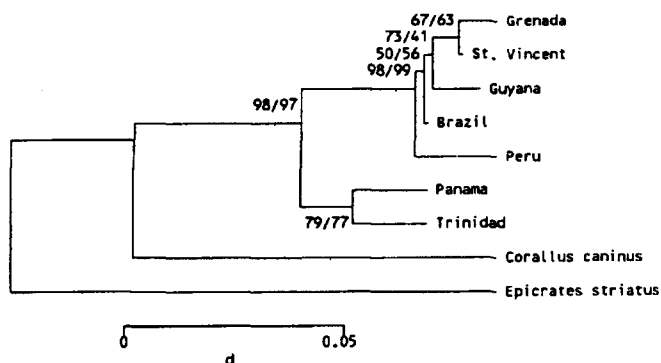 67/63
Grenada
73/41
St. Vincent
50/56
98/99
Guyana
98/97
Brazil
Peru
Panama
79/77
Trinidad
Corallus caninus
Epicrates striatus
0
0.05
d